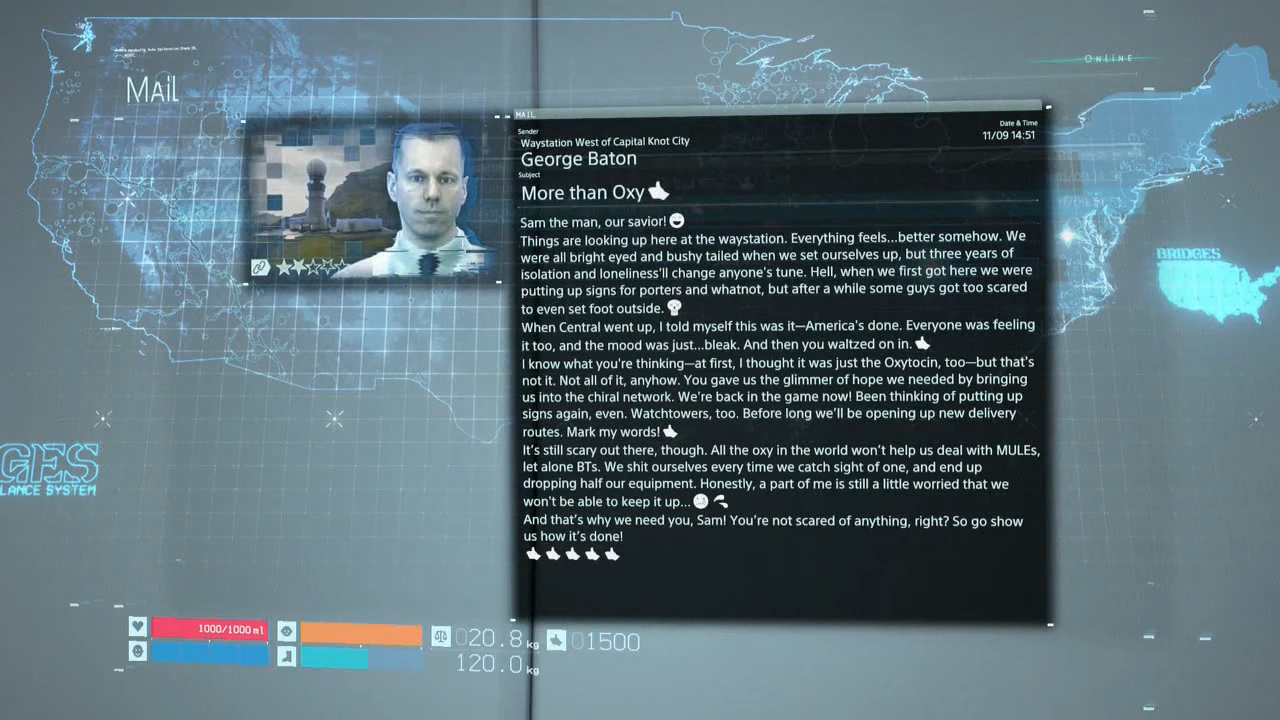 Mail
ONLINE
MAIL
Sender
Date & Time
Waystation West of Capital Knot City
11/09 14:51
George Baton
Subject
More than Oxy
Sam the man, our savior!
Things are looking up here at the waystation. Everything feels...better somehow. We
were all bright eyed and bushy tailed when we set ourselves up, but three years of
isolation and loneliness'll change anyone's tune. Hell, when we first got here we were
putting up signs for porters and whatnot, but after a while some guys got too scared
to even set foot outside.
When Central went up, I told myself this was it—America's done. Everyone was feeling
it too, and the mood was just...bleak. And then you waltzed on in.
I know what you're thinking—at first, I thought it was just the Oxytocin, too—but that's
not it. Not all of it, anyhow. You gave us the glimmer of hope we needed by bringing
us into the chiral network. We're back in the game now! Been thinking of putting up
signs again, even. Watchtowers, too. Before long we'll be opening up new delivery
routes. Mark my words!
It's still scary out there, though. All the oxy in the world won't help us deal with MULEs,
let alone BTs. We shit ourselves every time we catch sight of one, and end up
dropping half our equipment. Honestly, a part of me is still a little worried that we
won't be able to keep it up...
And that's why we need you, Sam! You're not scared of anything, right? So go show
us how it's done!
BRIDGES
GES
LANCE SYSTEM
1000/1000 ml
020.8 kg
01500
120.0 kg